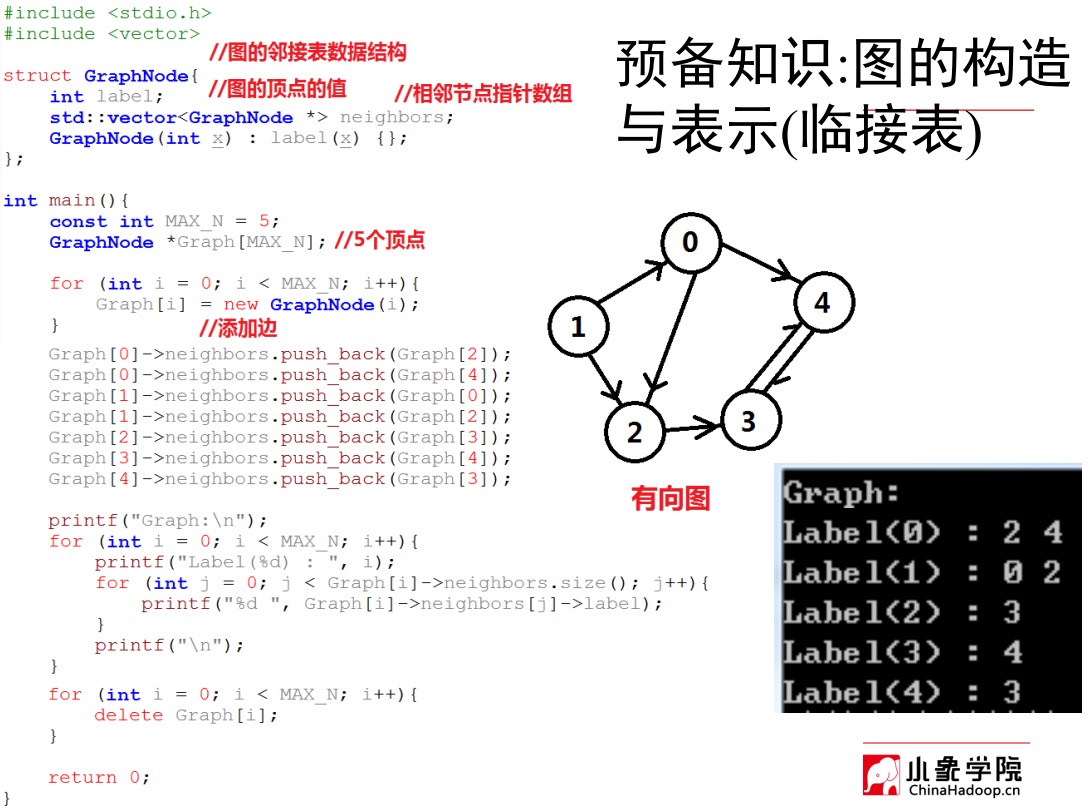 #include <stdio.h>
#include <vector>
//图的邻接表数据结构
struct GraphNode{
//图的顶点的值
int label;
//相邻节点指针数组
std::vector<GraphNode *> neighbors;
GraphNode(int x) : label(x) {};
};
int main(){
const int MAX_N = 5;
GraphNode *Graph[MAX_N]; //5个顶点
for (int i = 0; i < MAX_N; i++){
Graph[i] = new GraphNode(i);
}
//添加边
Graph[0]->neighbors.push_back(Graph[2]);
Graph[0]->neighbors.push_back(Graph[4]);
Graph[1]->neighbors.push_back(Graph[0]);
Graph[1]->neighbors.push_back(Graph[2]);
Graph[2]->neighbors.push_back(Graph[3]);
Graph[3]->neighbors.push_back(Graph[4]);
Graph[4]->neighbors.push_back(Graph[3]);
printf("Graph:\n");
for (int i = 0; i < MAX_N; i++){
printf("Label(%d) : ", i);
for (int j = 0; j < Graph[i]->neighbors.size(); j++){
printf("%d ", Graph[i]->neighbors[j]->label);
}
printf("\n");
}
for (int i = 0; i < MAX_N; i++){
delete Graph[i];
}
return 0;
}
预备知识:图的构造
与表示(临接表)
0
4
1
2
3
有向图
Graph:
Label(0) : 2 4
Label(1) : 0 2
Label(2) : 3
Label(3) : 4
Label(4) : 3
小象学院
ChinaHadoop.cn